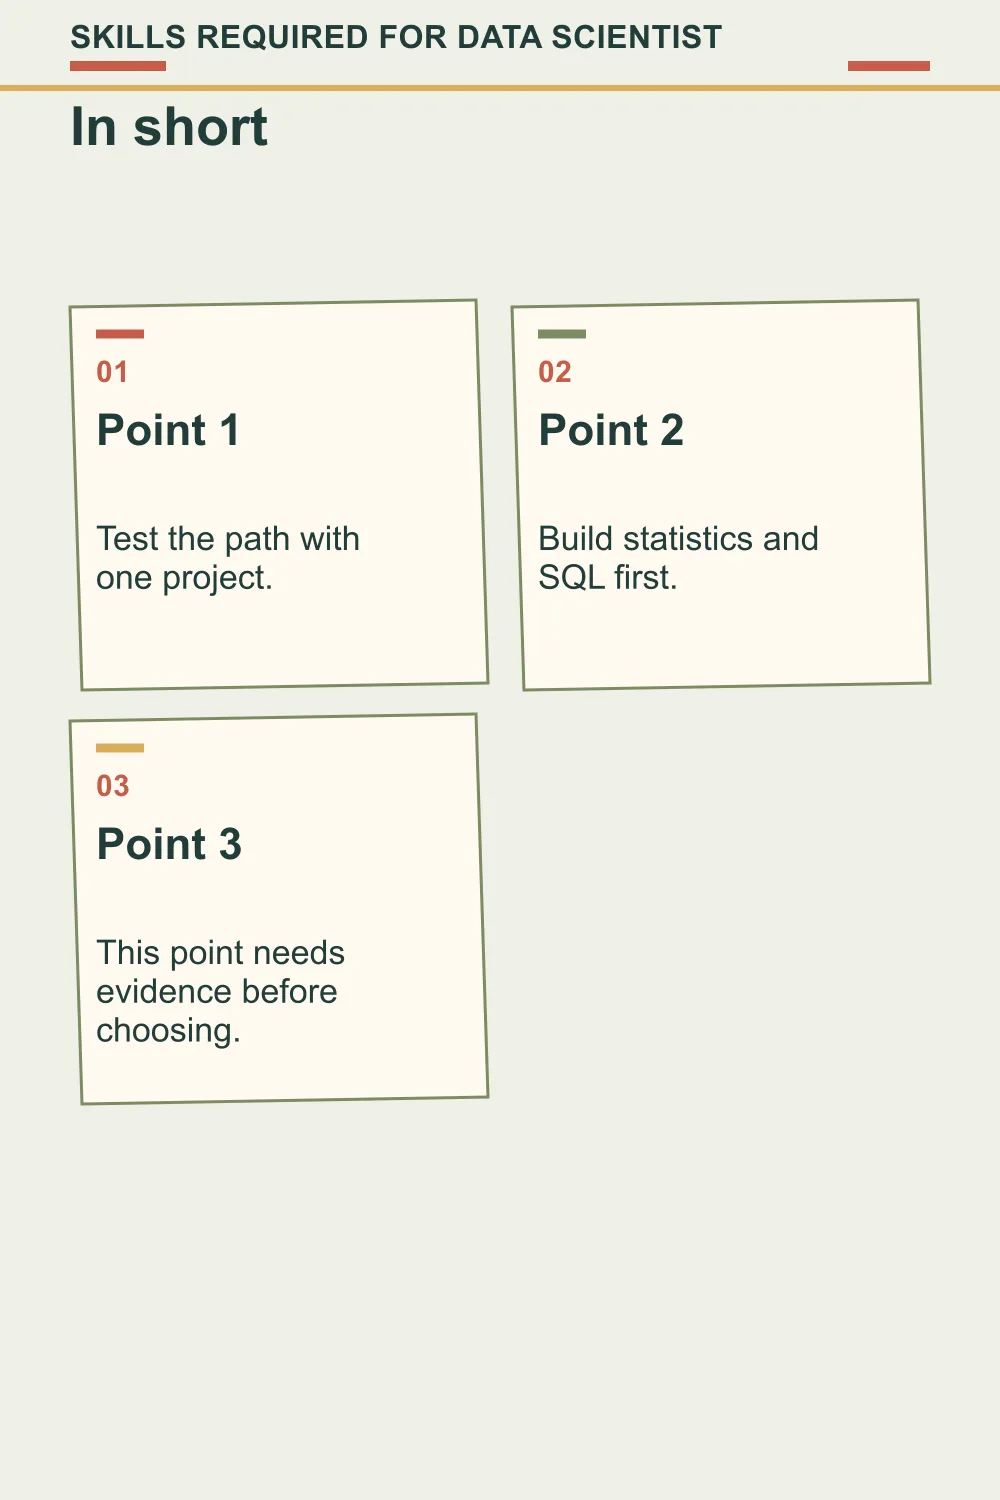 SKILLS REQUIRED FOR DATA SCIENTIST
In short
01
Point 1
Test the path with
one project.
02
Point 2
Build statistics and
SQL first.
03
Point 3
This point needs
evidence before
choosing.